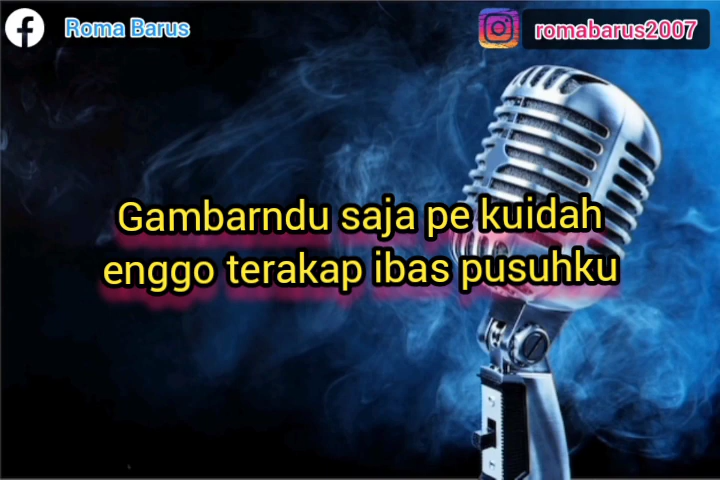 Roma Barus
romabarus2007
Gambarndu saja pe kuidah
enggo terakap ibas pusuhku